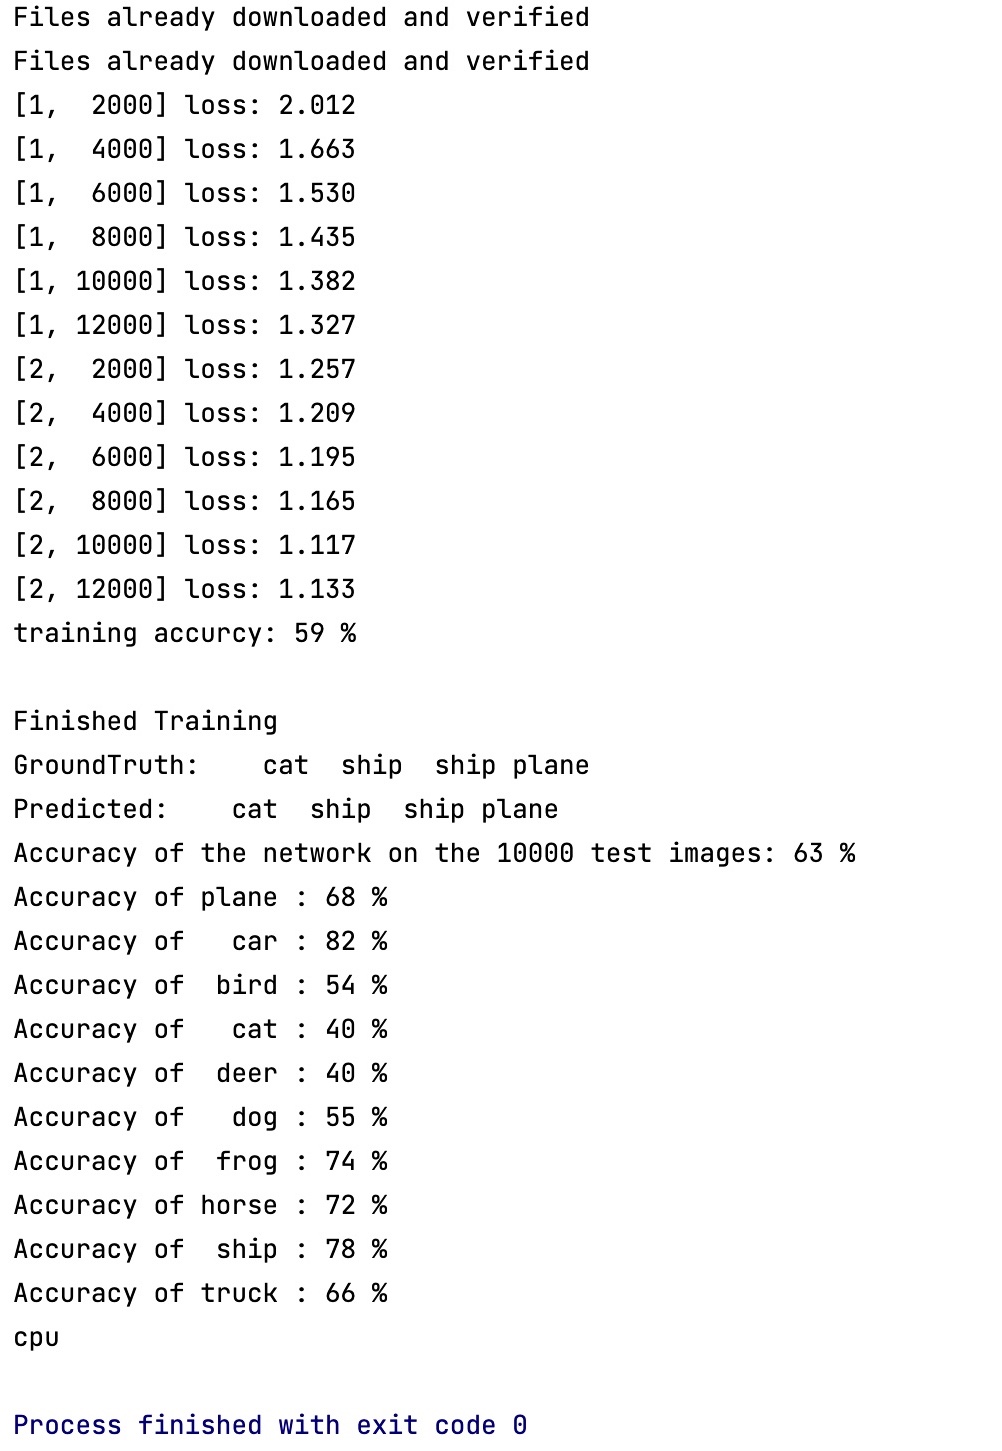 Files already downloaded and verified
Files already downloaded and verified
[1,  2000] loss: 2.012
[1,  4000] loss: 1.663
[1,  6000] loss: 1.530
[1,  8000] loss: 1.435
[1, 10000] loss: 1.382
[1, 12000] loss: 1.327
[2,  2000] loss: 1.257
[2,  4000] loss: 1.209
[2,  6000] loss: 1.195
[2,  8000] loss: 1.165
[2, 10000] loss: 1.117
[2, 12000] loss: 1.133
training accurcy: 59 %

Finished Training
GroundTruth:    cat  ship  ship plane
Predicted:    cat  ship  ship plane
Accuracy of the network on the 10000 test images: 63 %
Accuracy of plane : 68 %
Accuracy of   car : 82 %
Accuracy of  bird : 54 %
Accuracy of   cat : 40 %
Accuracy of  deer : 40 %
Accuracy of   dog : 55 %
Accuracy of  frog : 74 %
Accuracy of horse : 72 %
Accuracy of  ship : 78 %
Accuracy of truck : 66 %
cpu

Process finished with exit code 0